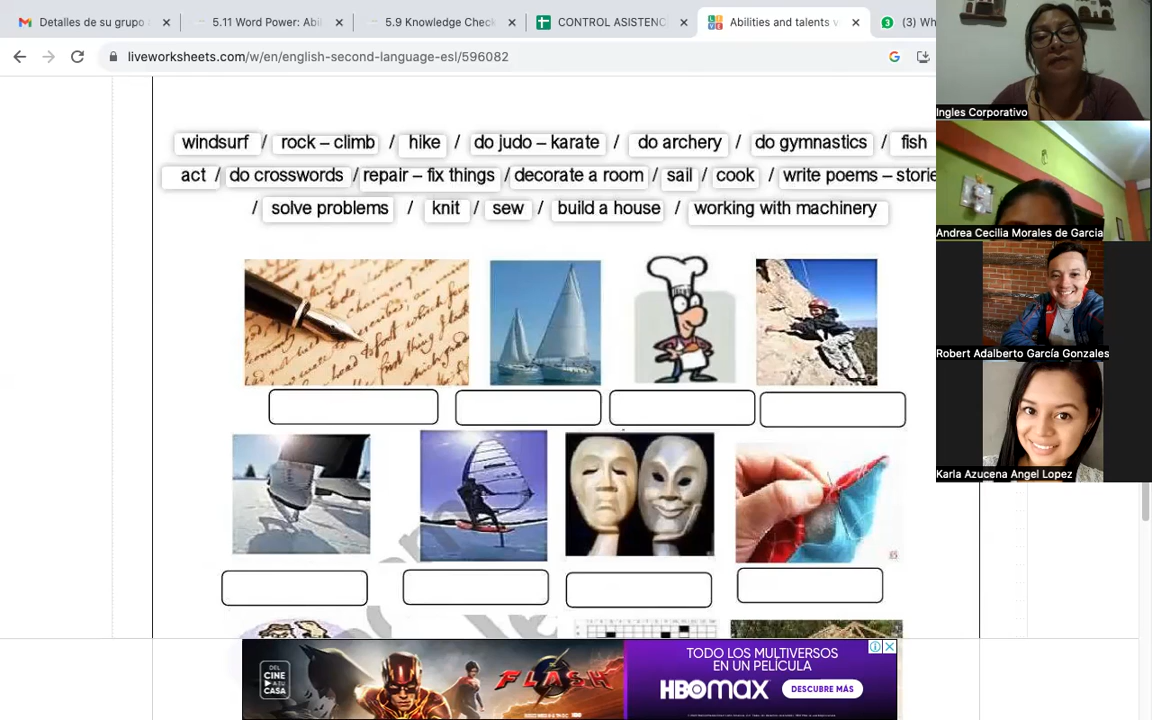 Detalles de su grupo
5.11 Word Power: Abi
5.9 Knowledge Check
CONTROL ASISTENC
Abilities and talents v
(3) Wh
liveworksheets.com/w/en/english-second-language-esl/596082
windsurf / rock – climb / hike / do judo – karate / do archery / do gymnastics / fish
act / do crosswords / repair – fix things / decorate a room / sail / cook / write poems – storie
/ solve problems / knit / sew / build a house / working with machinery
Ingles Corporativo
Andrea Cecilia Morales de Garcia
Robert Adalberto García Gonzales
Karla Azucena Angel Lopez
DEL
CINE
A TU
CASA
FLASH
TODO LOS MULTIVERSOS
EN UN PELÍCULA
HBOMAX
DESCUBRE MÁS